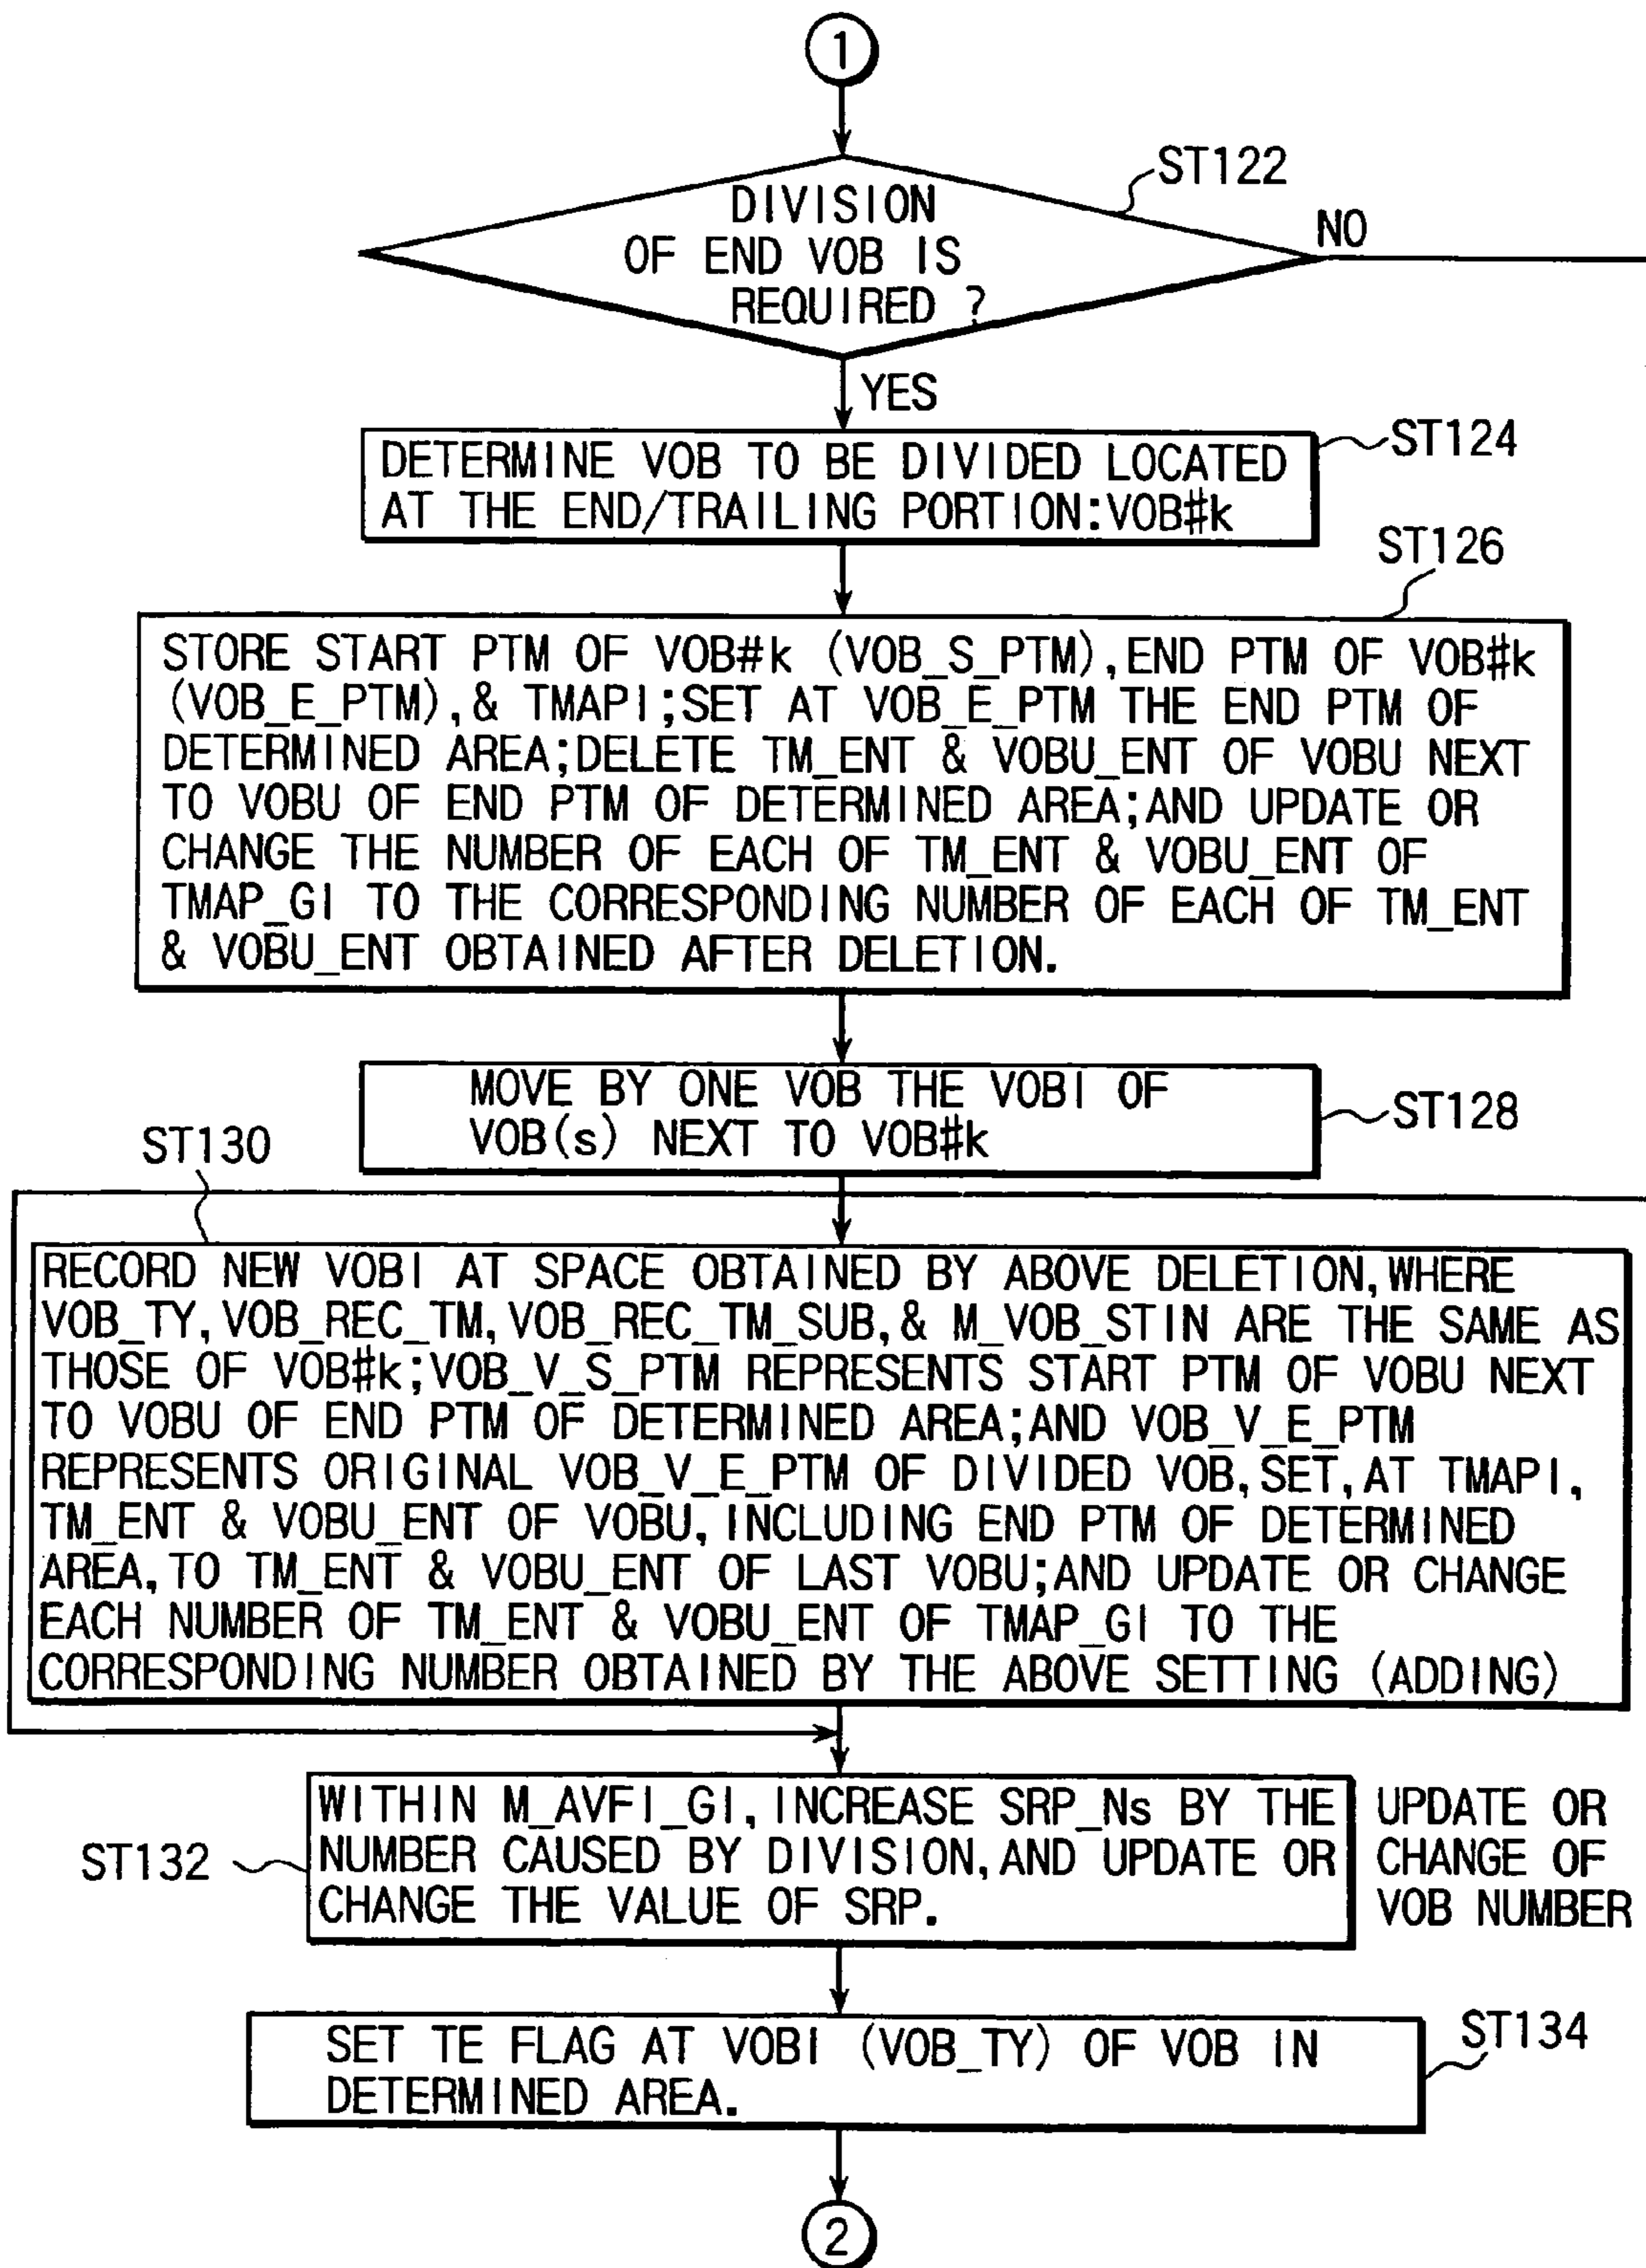 1
ST122
DIVISION
OF END VOB IS
REQUIRED ?
NO
YES
ST124
DETERMINE VOB TO BE DIVIDED LOCATED
AT THE END/TRAILING PORTION:VOB#k
ST126
STORE START PTM OF VOB#k (VOB_S_PTM),END PTM OF VOB#k
(VOB_E_PTM),& TMAPI;SET AT VOB_E_PTM THE END PTM OF
DETERMINED AREA;DELETE TM_ENT & VOBU_ENT OF VOBU NEXT
TO VOBU OF END PTM OF DETERMINED AREA;AND UPDATE OR
CHANGE THE NUMBER OF EACH OF TM_ENT & VOBU_ENT OF
TMAP_GI TO THE CORRESPONDING NUMBER OF EACH OF TM_ENT
& VOBU_ENT OBTAINED AFTER DELETION.
MOVE BY ONE VOB THE VOBI OF
VOB(s) NEXT TO VOB#k
ST128
ST130
RECORD NEW VOBI AT SPACE OBTAINED BY ABOVE DELETION,WHERE
VOB_TY,VOB_REC_TM,VOB_REC_TM_SUB,& M_VOB_STIN ARE THE SAME AS
THOSE OF VOB#k;VOB_V_S_PTM REPRESENTS START PTM OF VOBU NEXT
TO VOBU OF END PTM OF DETERMINED AREA;AND VOB_V_E_PTM
REPRESENTS ORIGINAL VOB_V_E_PTM OF DIVIDED VOB,SET,AT TMAPI,
TM_ENT & VOBU_ENT OF VOBU,INCLUDING END PTM OF DETERMINED
AREA,TO TM_ENT & VOBU_ENT OF LAST VOBU;AND UPDATE OR CHANGE
EACH NUMBER OF TM_ENT & VOBU_ENT OF TMAP_GI TO THE
CORRESPONDING NUMBER OBTAINED BY THE ABOVE SETTING (ADDING)
ST132
WITHIN M_AVFI_GI,INCREASE SRP_Ns BY THE
NUMBER CAUSED BY DIVISION,AND UPDATE OR
CHANGE THE VALUE OF SRP.
UPDATE OR
CHANGE OF
VOB NUMBER
ST134
SET TE FLAG AT VOBI (VOB_TY) OF VOB IN
DETERMINED AREA.
2